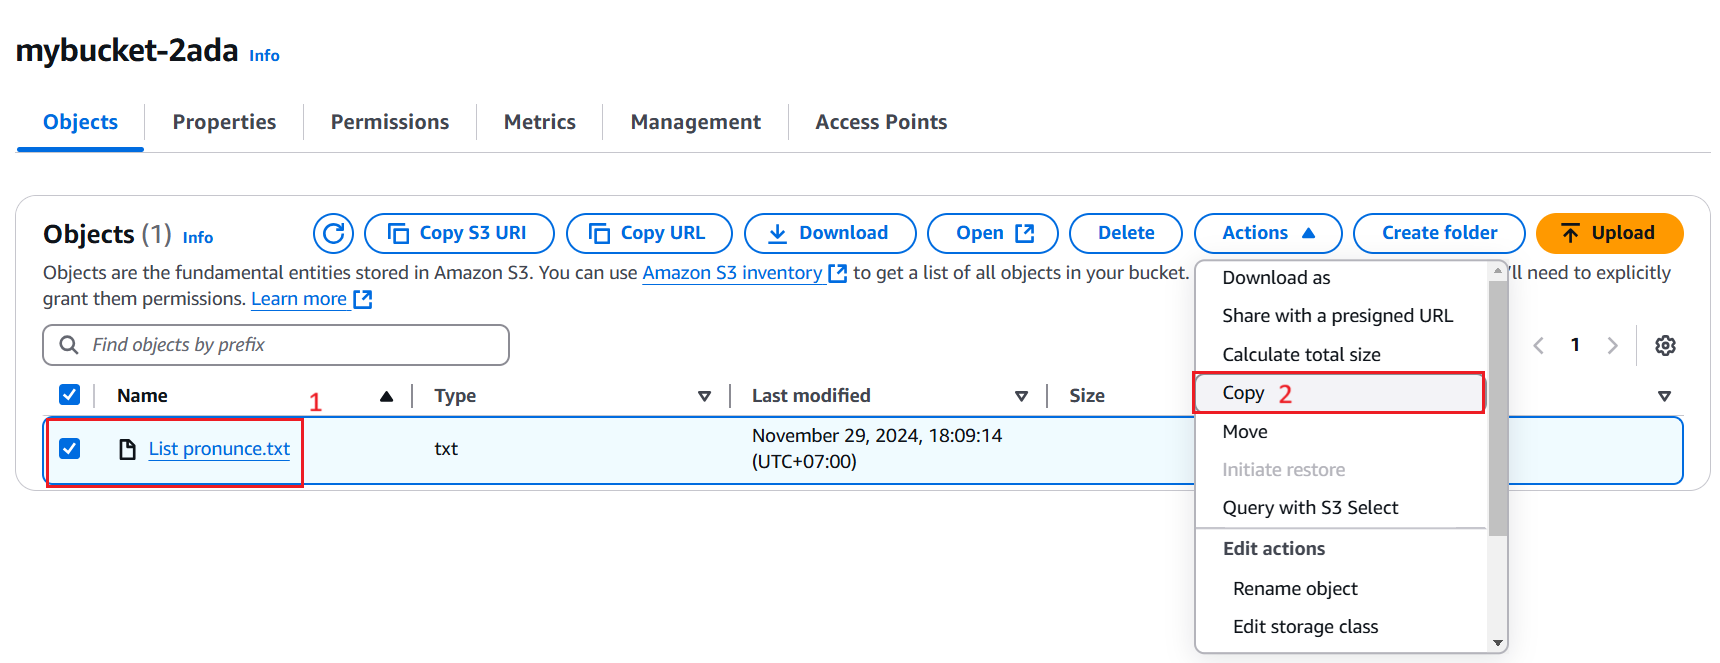 mybucket-2ada Info
Objects Properties Permissions Metrics Management Access Points
Objects (1) Info Copy S3 URI Copy URL Download Open Delete Actions Create folder Upload
Objects are the fundamental entities stored in Amazon S3. You can use Amazon S3 inventory to get a list of all objects in your bucket. 'll need to explicitly
grant them permissions. Learn more
Find objects by prefix
1
Name Type Last modified Size
1
List pronunce.txt txt November 29, 2024, 18:09:14
(UTC+07:00)
Download as
Share with a presigned URL
Calculate total size
Copy 2
Move
Initiate restore
Query with S3 Select
Edit actions
Rename object
Edit storage class